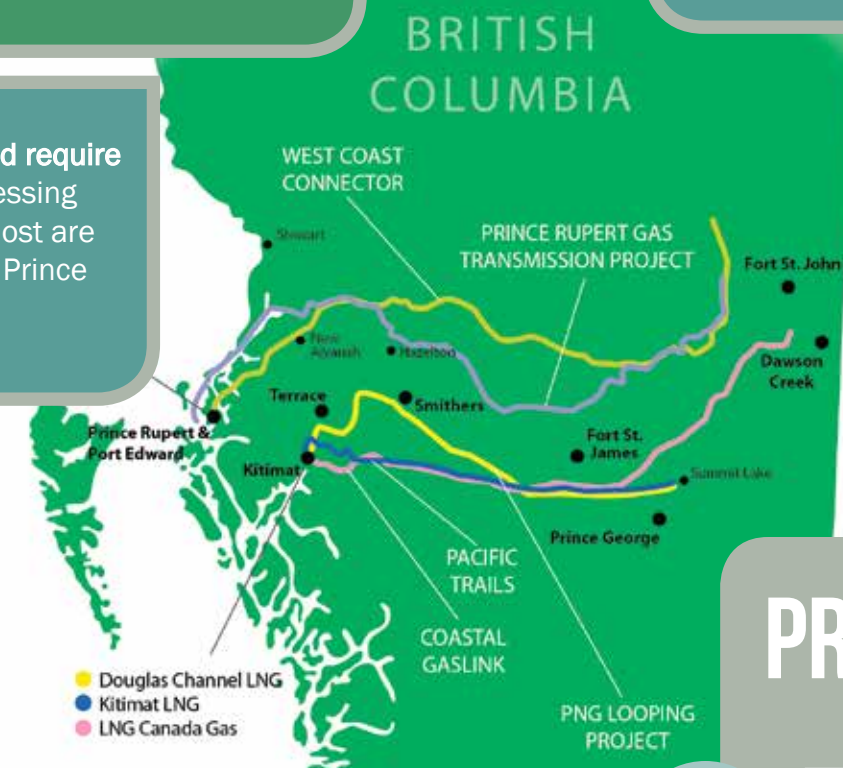 BRITISH
COLUMBIA
d require
essing
ost are
Prince
WEST COAST
CONNECTOR
PRINCE RUPERT GAS
TRANSMISSION PROJECT
Stewart
Fort St. John
New
Aiyansh
Hazelton
Dawson
Creek
Terrace
Smithers
Prince Rupert &
Port Edward
Fort St.
James
Kitimat
Summit Lake
Prince George
PACIFIC
TRAILS
COASTAL
GASLINK
PNG LOOPING
PROJECT
Douglas Channel LNG
Kitimat LNG
LNG Canada Gas
PR